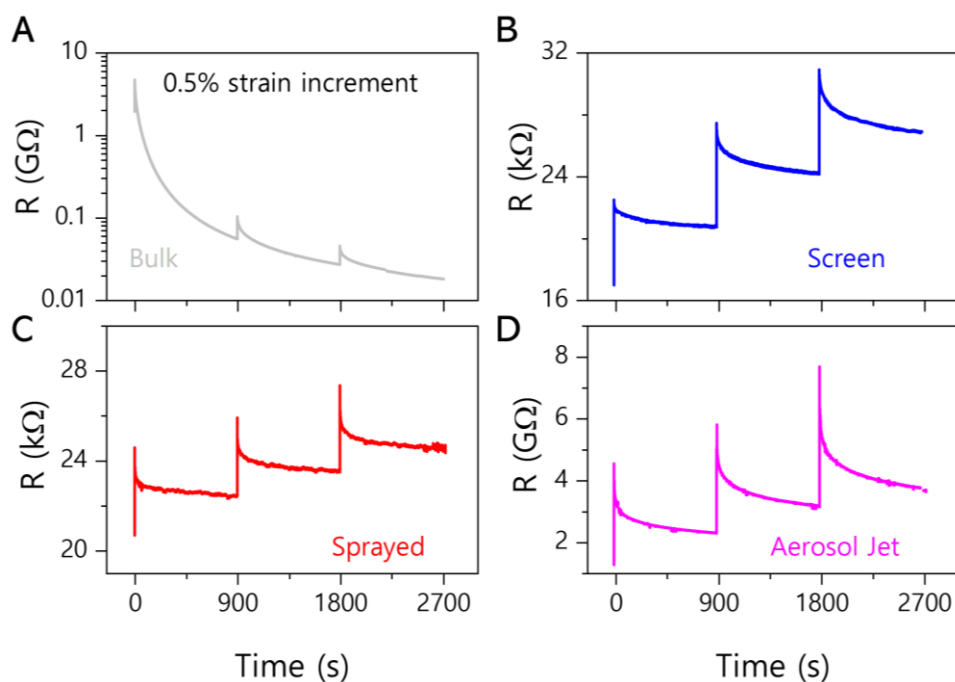 A
10
1
0.1
0.01
R (GΩ)
0.5% strain increment
Bulk
B
32
24
16
R (kΩ)
Screen
C
28
24
20
R (kΩ)
Sprayed
0 900 1800 2700
Time (s)
D
8
6
4
2
R (GΩ)
Aerosol Jet
0 900 1800 2700
Time (s)